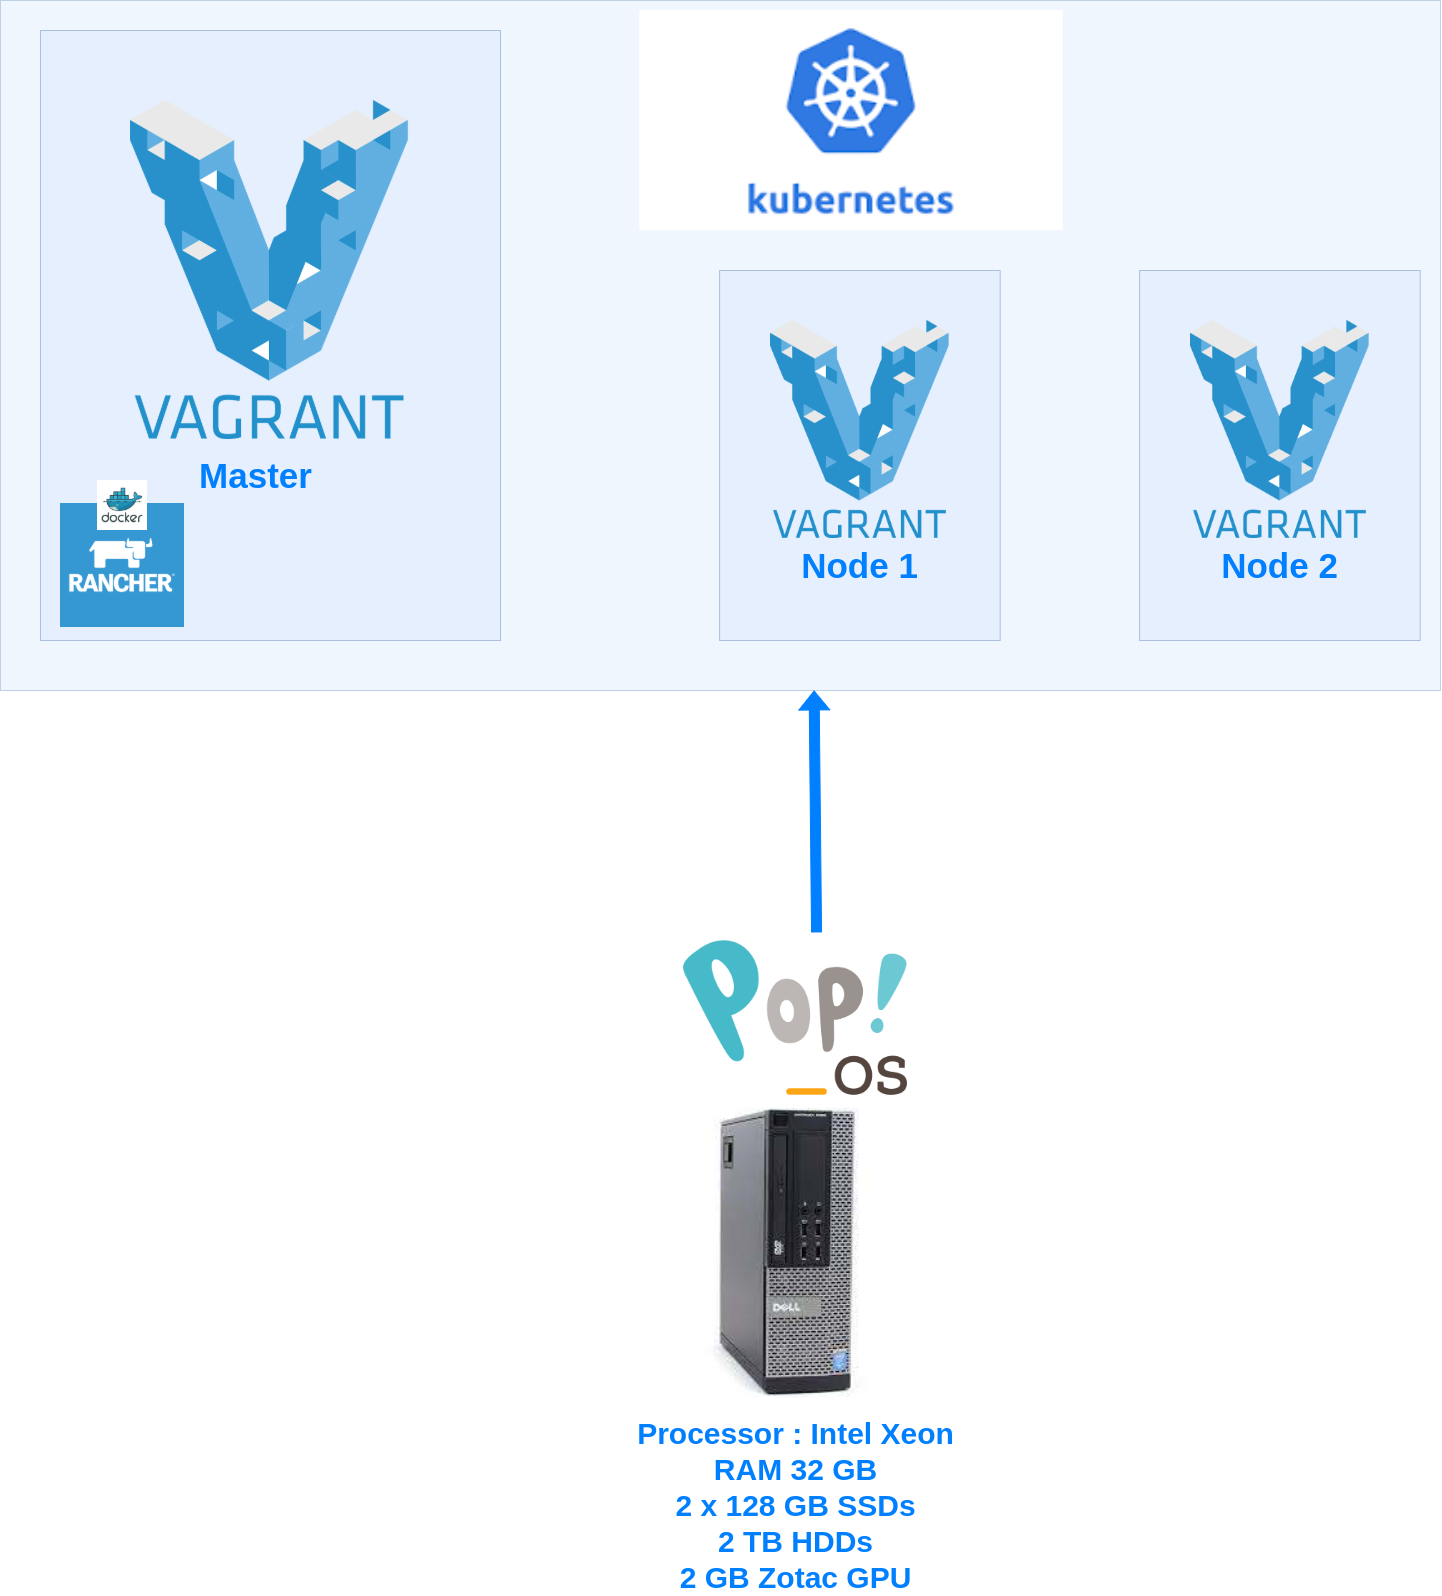 kubernetes
VAGRANT
Master
docker
RANCHER
VAGRANT
Node 1
VAGRANT
Node 2
Pop!
_OS
DELL
Processor : Intel Xeon
RAM 32 GB
2 x 128 GB SSDs
2 TB HDDs
2 GB Zotac GPU